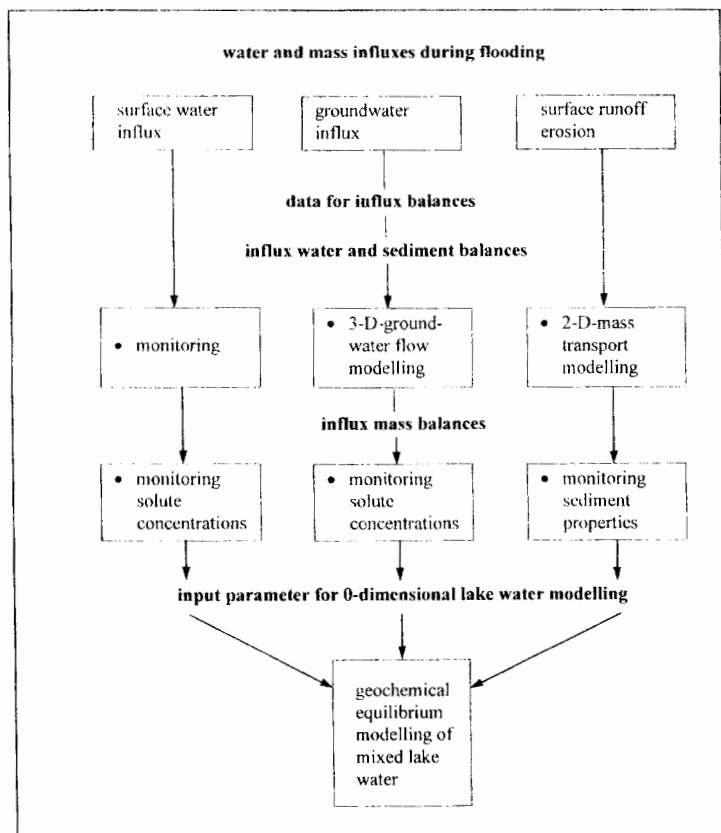 water and mass influxes during flooding
surface water
influx
groundwater
influx
surface runoff
erosion
data for iuflux balances
influx water and sediment balances
• monitoring
• 3-D-ground-
water flow
modelling
• 2-D-mass
transport
modelling
influx mass balances
• monitoring
solute
concentrations
• monitoring
solute
concentrations
• monitoring
sediment
properties
input parameter for 0-dimensional lake water modelling
geochemical
equilibrium
modelling of
mixed lake
water